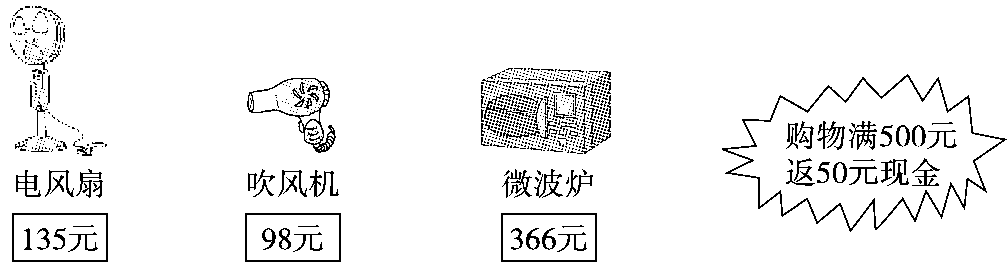 电风扇
135元
吹风机
98元
微波炉
366元
购物满500元
返50元现金